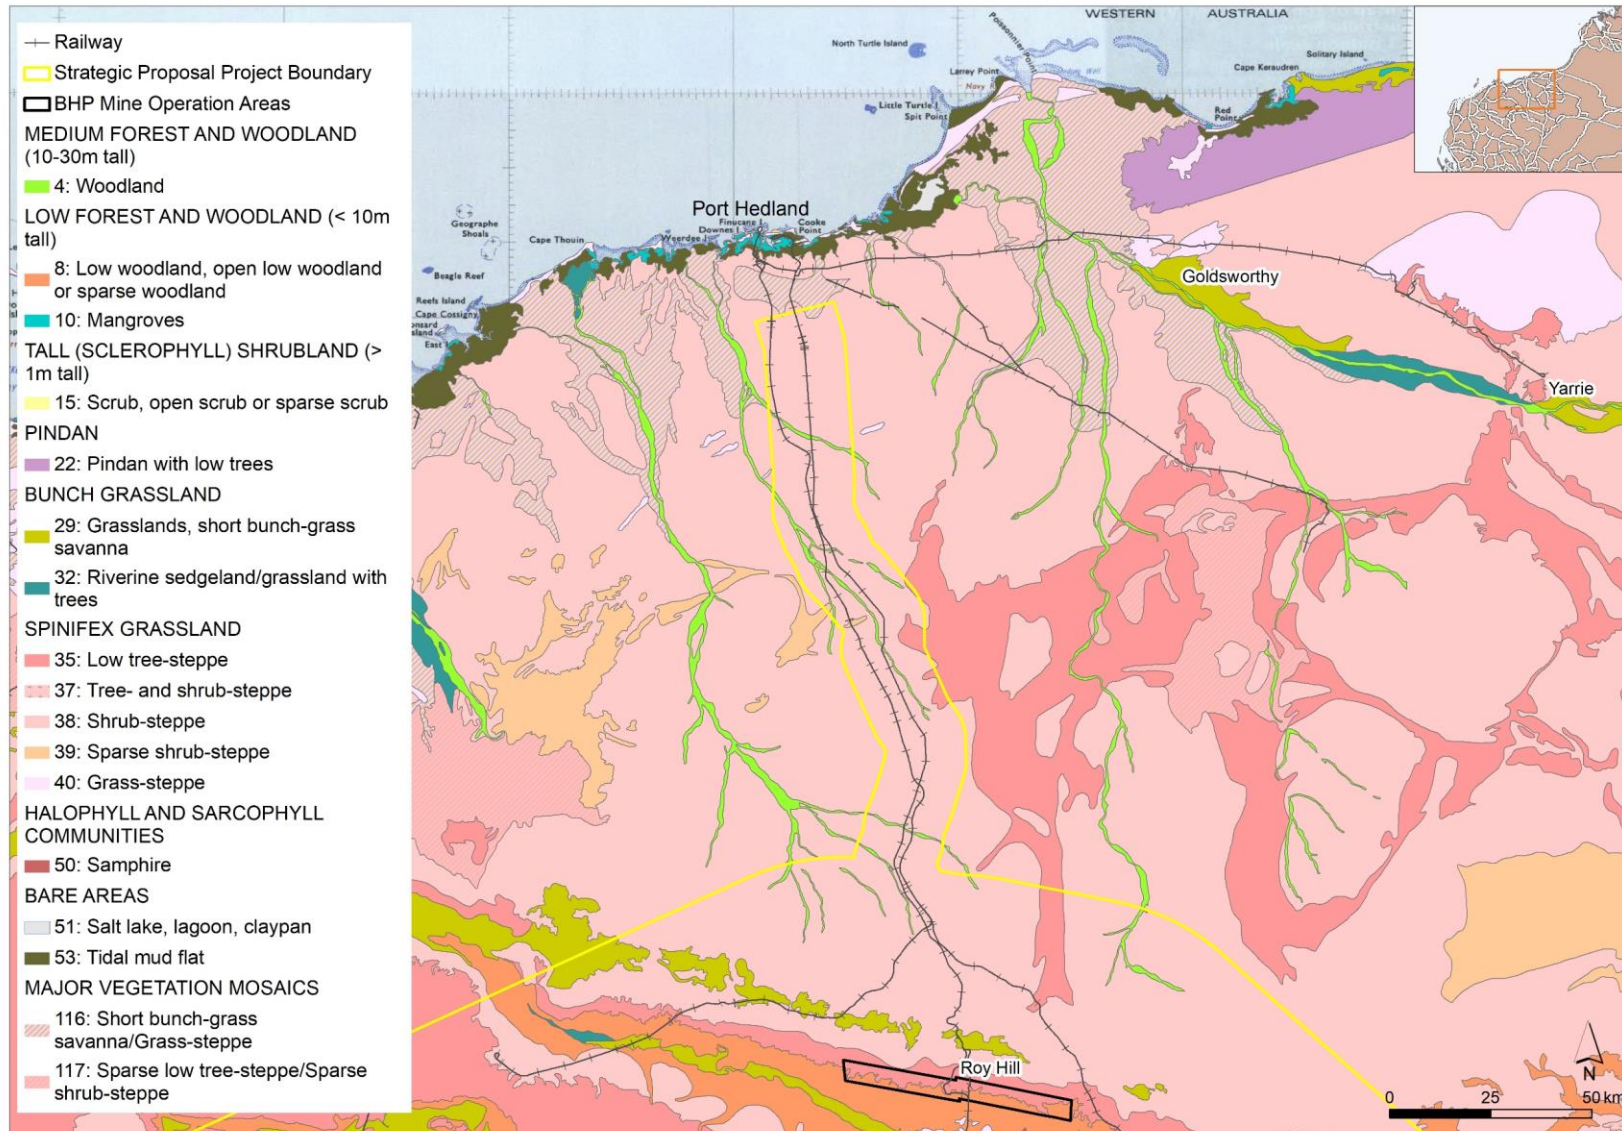 Railway
Strategic Proposal Project Boundary
BHP Mine Operation Areas
MEDIUM FOREST AND WOODLAND
(10-30m tall)
4: Woodland
LOW FOREST AND WOODLAND (< 10m
tall)
8: Low woodland, open low woodland
or sparse woodland
10: Mangroves
TALL (SCLEROPHYLL) SHRUBLAND (>
1m tall)
15: Scrub, open scrub or sparse scrub
PINDAN
22: Pindan with low trees
BUNCH GRASSLAND
29: Grasslands, short bunch-grass
savanna
32: Riverine sedgeland/grassland with
trees
SPINIFEX GRASSLAND
35: Low tree-steppe
37: Tree- and shrub-steppe
38: Shrub-steppe
39: Sparse shrub-steppe
40: Grass-steppe
HALOPHYLL AND SARCOPHYLL
COMMUNITIES
50: Samphire
BARE AREAS
51: Salt lake, lagoon, claypan
53: Tidal mud flat
MAJOR VEGETATION MOSAICS
116: Short bunch-grass
savanna/Grass-steppe
117: Sparse low tree-steppe/Sparse
shrub-steppe
WESTERN AUSTRALIA
Poissonnier Point
North Turtle Island
Solitary Island
Cape Keraudren
Larrey Point
Little Turtle I.
Spit Point
Red
Point
Port Hedland
Finucane I.
Downes I.
Cooke
Point
Weerdee I.
Geographe
Shoals
Cape Thouin
Beagle Reef
Reefs Island
Cape Cossigny
East
Goldsworthy
Yarrie
Roy Hill
N
0 25 50 km